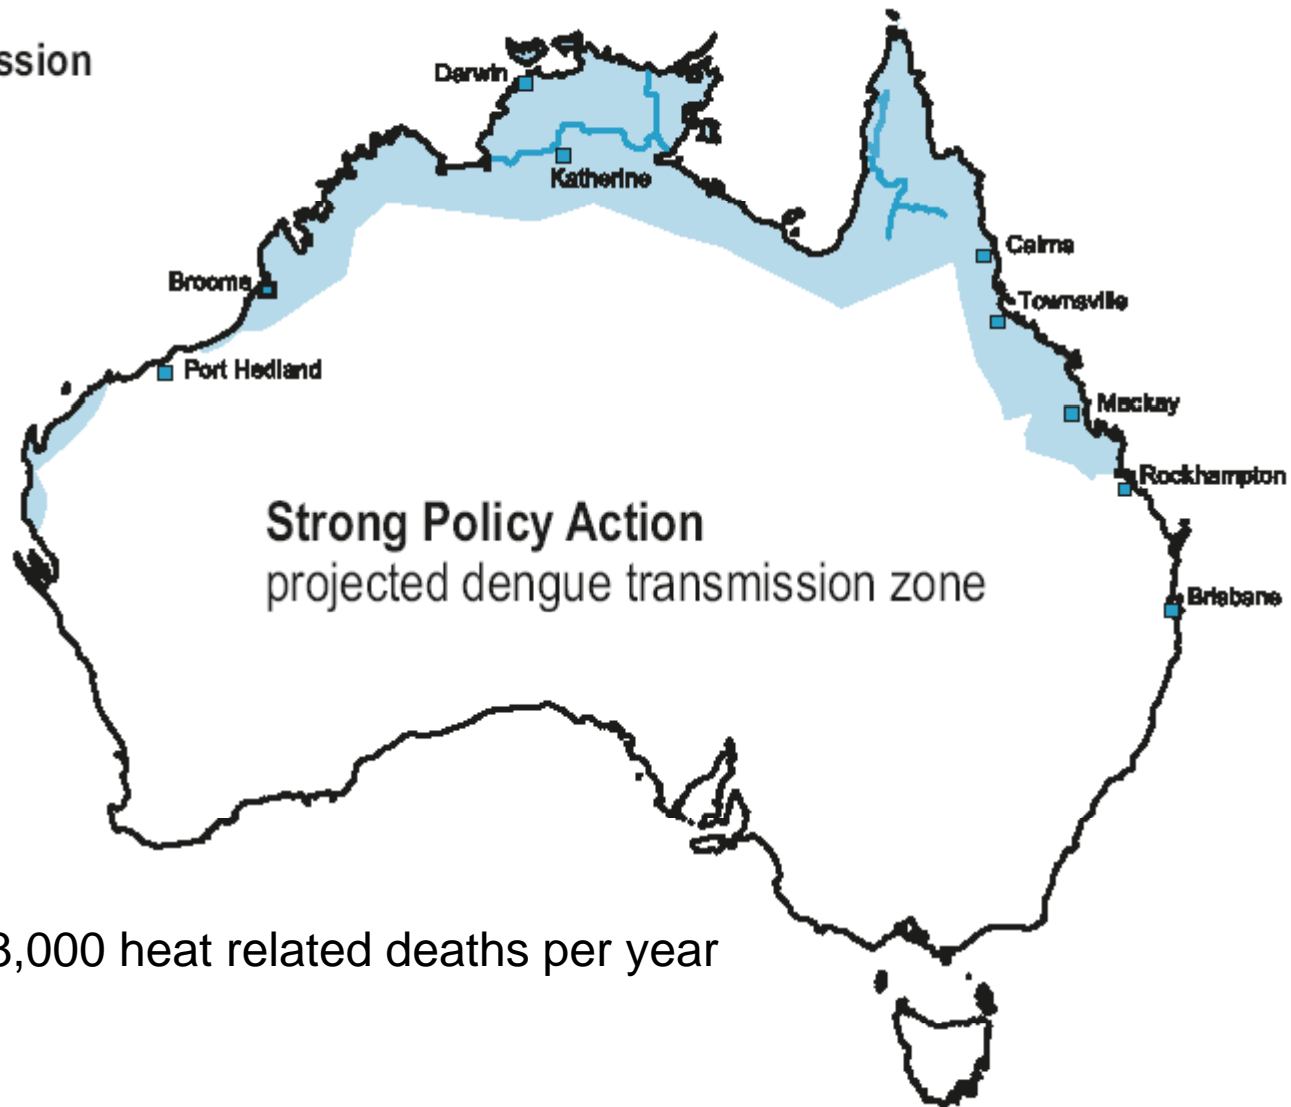 ssion
Darwin
Katherine
Broome
Cairns
Townsville
Port Hedland
Mackay
Rockhampton
Strong Policy Action
projected dengue transmission zone
Brisbane
3,000 heat related deaths per year